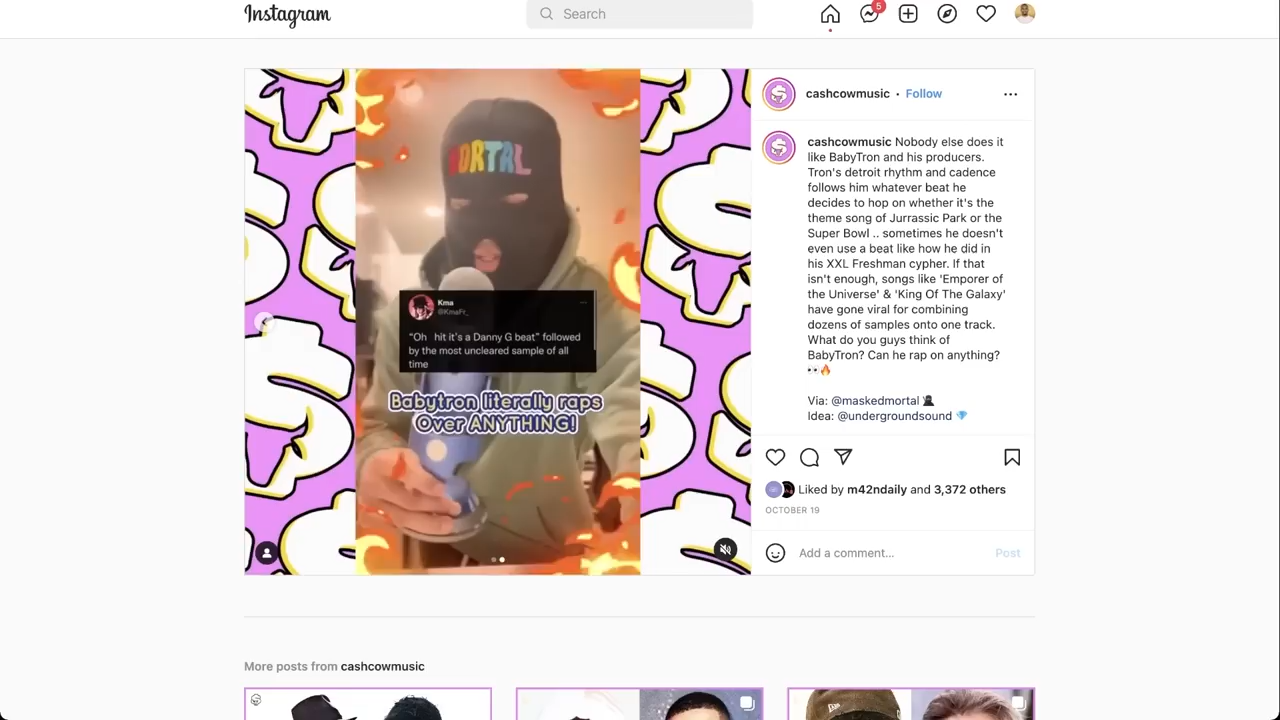 Instagram
Search
5
cashcowmusic • Follow
cashcowmusic Nobody else does it
like BabyTron and his producers.
Tron's detroit rhythm and cadence
follows him whatever beat he
decides to hop on whether it's the
theme song of Jurrassic Park or the
Super Bowl .. sometimes he doesn't
even use a beat like how he did in
his XXL Freshman cypher. If that
isn't enough, songs like 'Emporer of
the Universe' & 'King Of The Galaxy'
have gone viral for combining
dozens of samples onto one track.
What do you guys think of
BabyTron? Can he rap on anything?
👀🔥
Via: @maskedmortal 🥷🏿
Idea: @undergroundsound 💎
Liked by m42ndaily and 3,372 others
OCTOBER 19
Add a comment...
Post
MORTAL
Kma
@KmaFr_
“Oh hit it's a Danny G beat” followed
by the most uncleared sample of all
time
Babytron literally raps
Over ANYTHING!
More posts from cashcowmusic